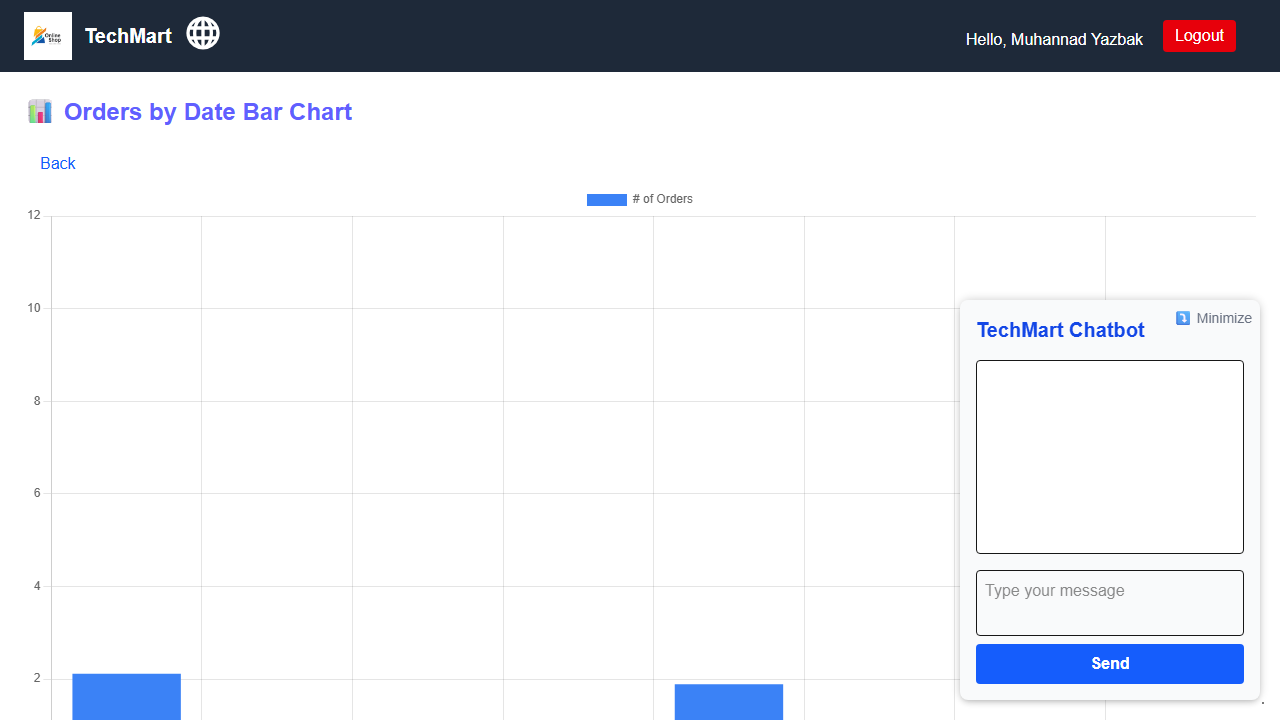 Online
Shop
TechMart
Hello, Muhannad Yazbak
Logout
Orders by Date Bar Chart
Back
# of Orders
12
10
8
6
4
2
Minimize
TechMart Chatbot
Type your message
Send